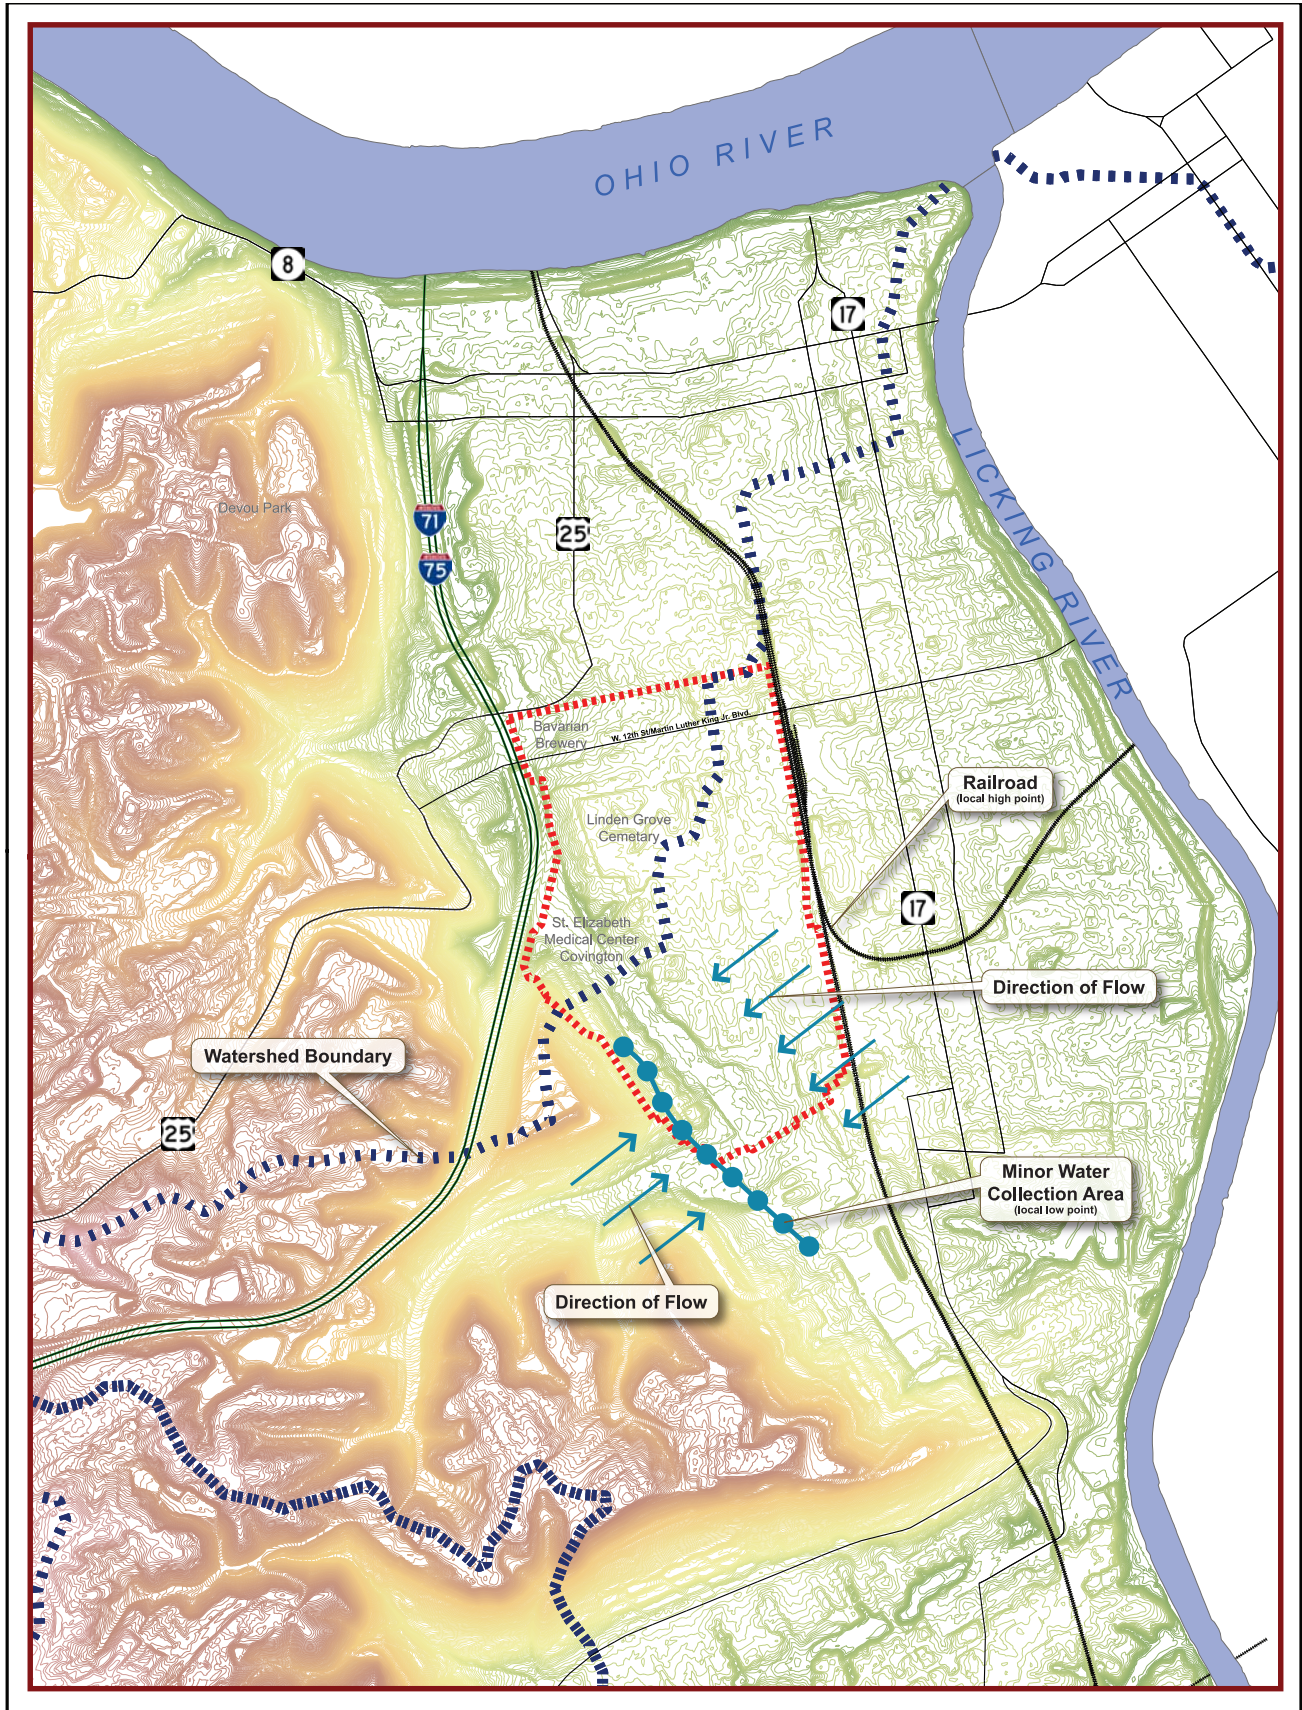 OHIO RIVER
8
17
LICKING RIVER
Devou Park
INTERSTATE
71
INTERSTATE
75
25
Bavarian
Brewery
W. 12th St/Martin Luther King Jr. Blvd.
Railroad
(local high point)
Linden Grove
Cemetary
17
St. Elizabeth
Medical Center
Covington
Direction of Flow
Watershed Boundary
25
Minor Water
Collection Area
(local low point)
Direction of Flow